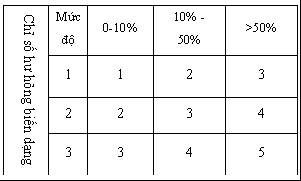 Chỉ số hư hỏng biến dạng
Mức độ 0-10% 10% - 50% >50%
1 1 2 3
2 2 3 4
3 3 4 5